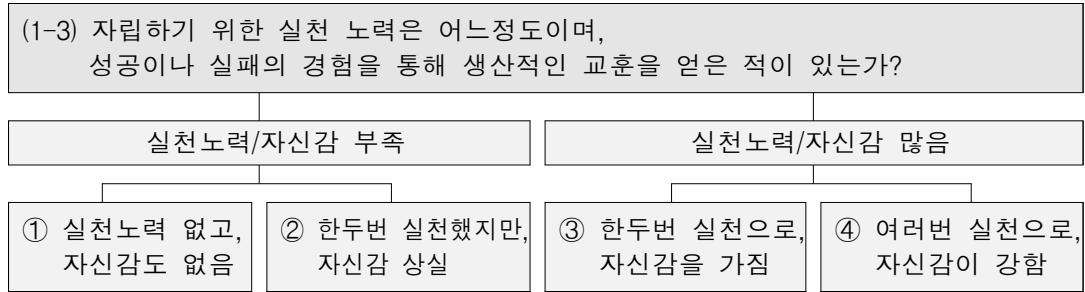 (1-3) 자립하기 위한 실천 노력은 어느정도이며,
성공이나 실패의 경험을 통해 생산적인 교훈을 얻은 적이 있는가?
실천노력/자신감 부족
실천노력/자신감 많음
① 실천노력 없고,
자신감도 없음
② 한두번 실천했지만,
자신감 상실
③ 한두번 실천으로,
자신감을 가짐
④ 여러번 실천으로,
자신감이 강함